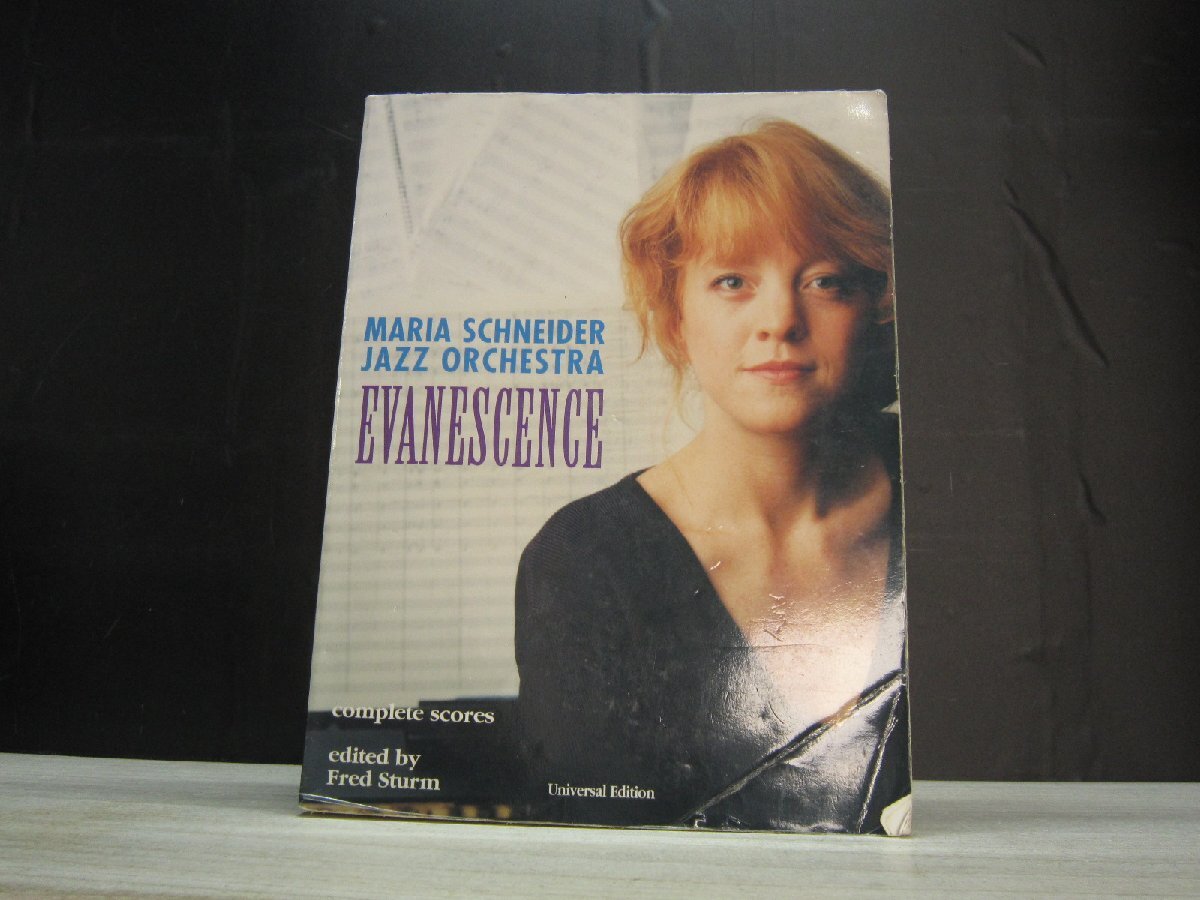 MARIA SCHNEIDER
JAZZ ORCHESTRA
EVANESCENCE
complete scores
edited by
Fred Sturm
Universal Edition